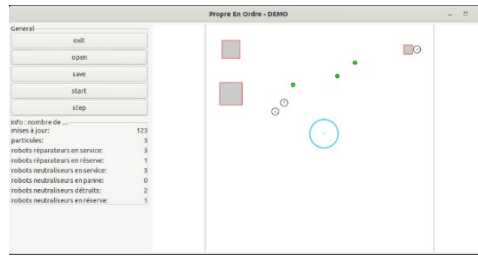 Propre En Ordre - DEMO
General
exit
open
save
start
step
Info : nombre de ...
mises à jour: 123
particules: 3
robots réparateurs en service: 3
robots réparateurs en réserve: 1
robots neutraliseurs en service: 3
robots neutraliseurs en panne: 0
robots neutraliseurs détruits: 2
robots neutraliseurs en réserve: 1